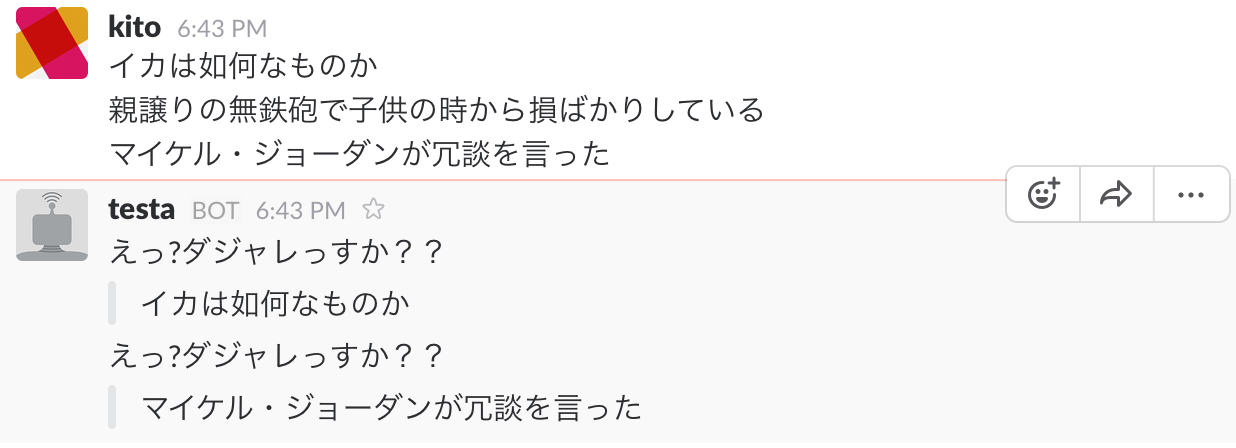 kito 6:43 PM
イカは如何なものか
親譲りの無鉄砲で子供の時から損ばかりしている
マイケル・ジョーダンが冗談を言った
testa BOT 6:43 PM
えっ?ダジャレっすか？？
イカは如何なものか
えっ?ダジャレっすか？？
マイケル・ジョーダンが冗談を言った